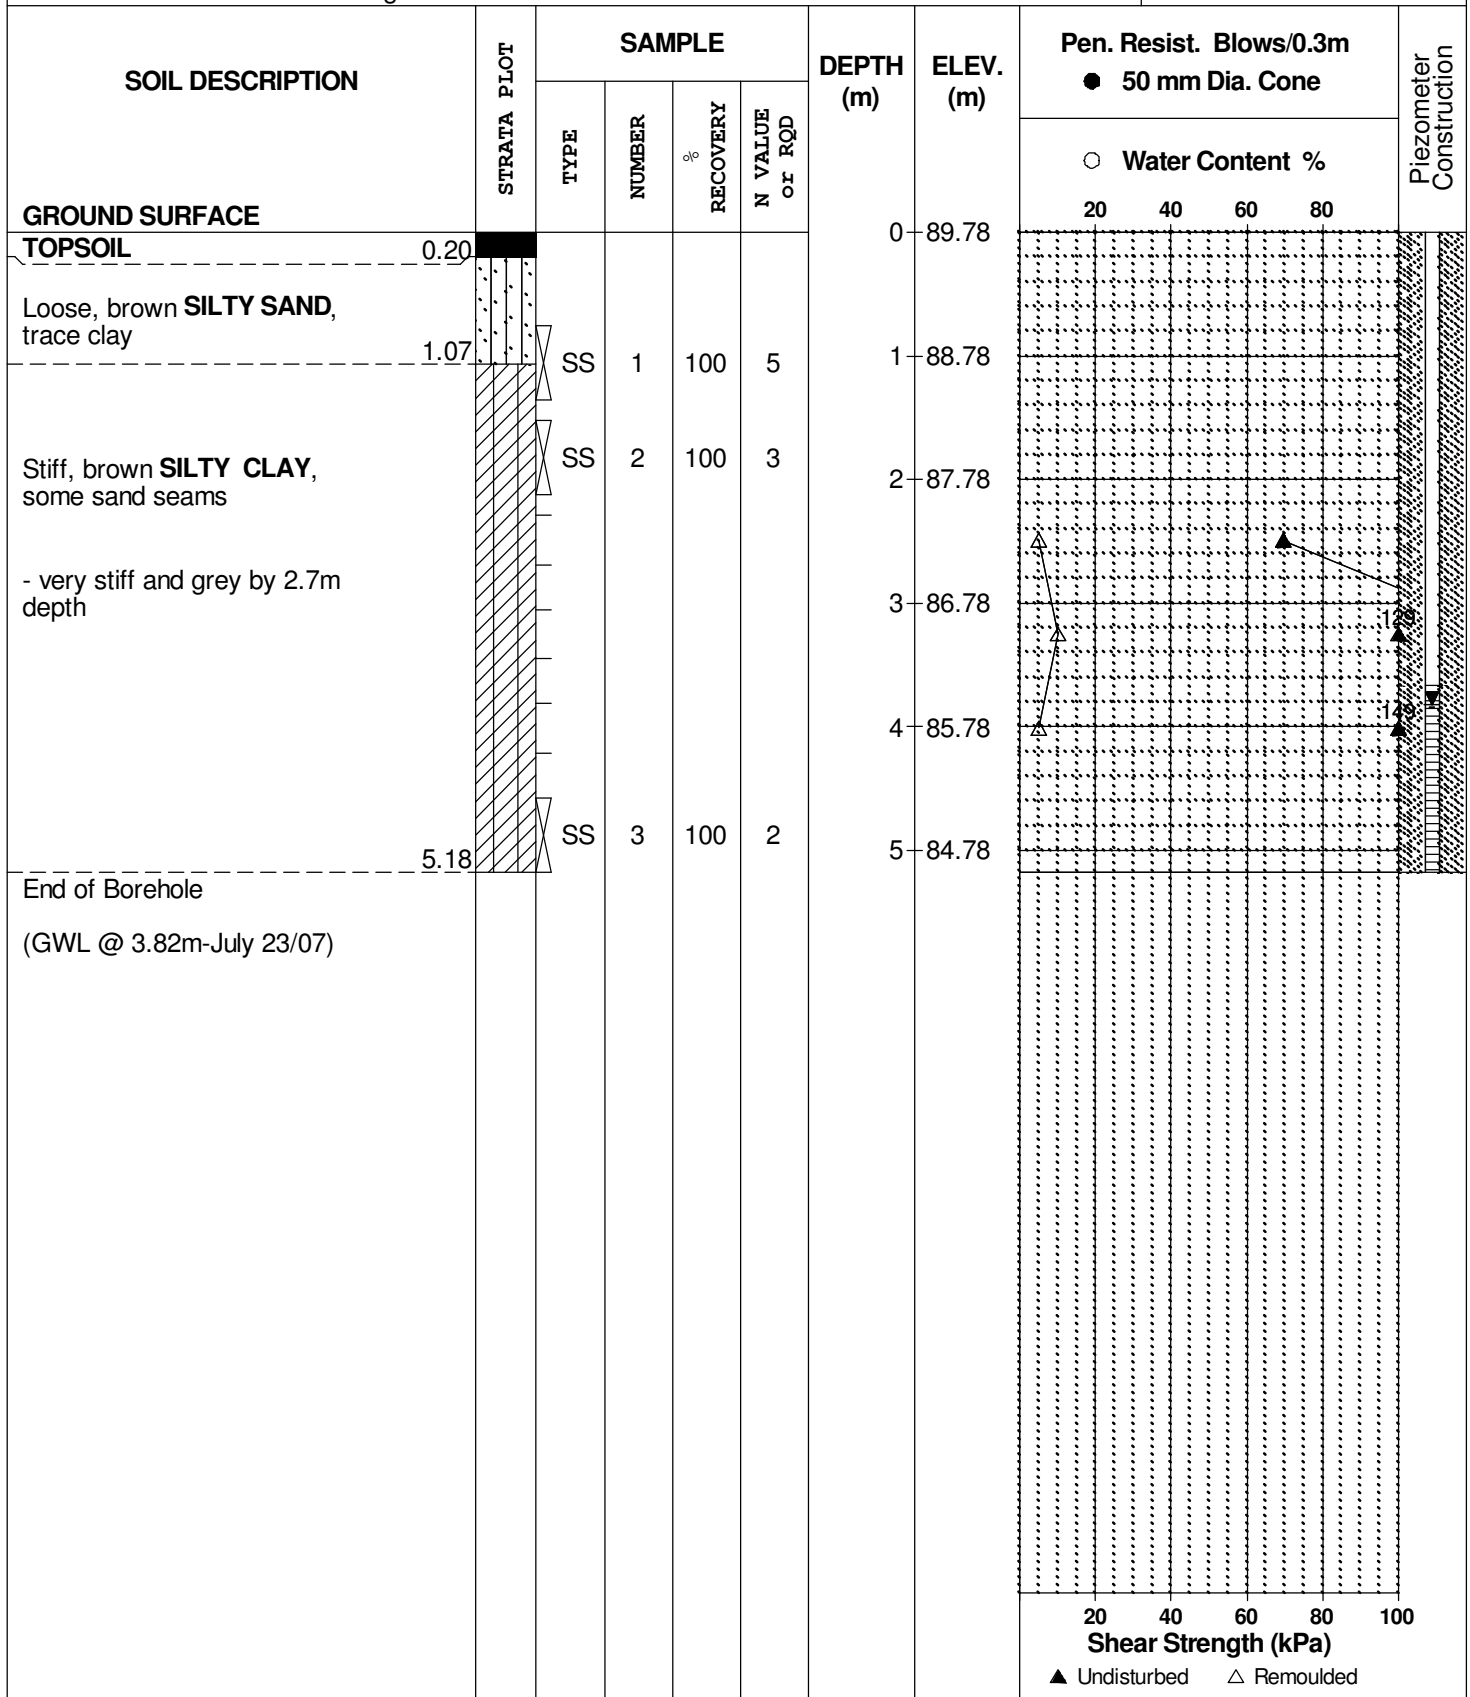 SOIL DESCRIPTION
STRATA PLOT
SAMPLE
TYPE
NUMBER
% RECOVERY
N VALUE or RQD
DEPTH (m)
ELEV. (m)
Pen. Resist. Blows/0.3m
● 50 mm Dia. Cone
○ Water Content %
20 40 60 80
Piezometer Construction
GROUND SURFACE
0 89.78
TOPSOIL 0.20
Loose, brown SILTY SAND,
trace clay
1.07
SS 1 100 5
1 88.78
SS 2 100 3
Stiff, brown SILTY CLAY,
some sand seams
2 87.78
- very stiff and grey by 2.7m
depth
3 86.78
129
149
4 85.78
SS 3 100 2
5 84.78
5.18
End of Borehole
(GWL @ 3.82m-July 23/07)
20 40 60 80 100
Shear Strength (kPa)
▲ Undisturbed △ Remoulded